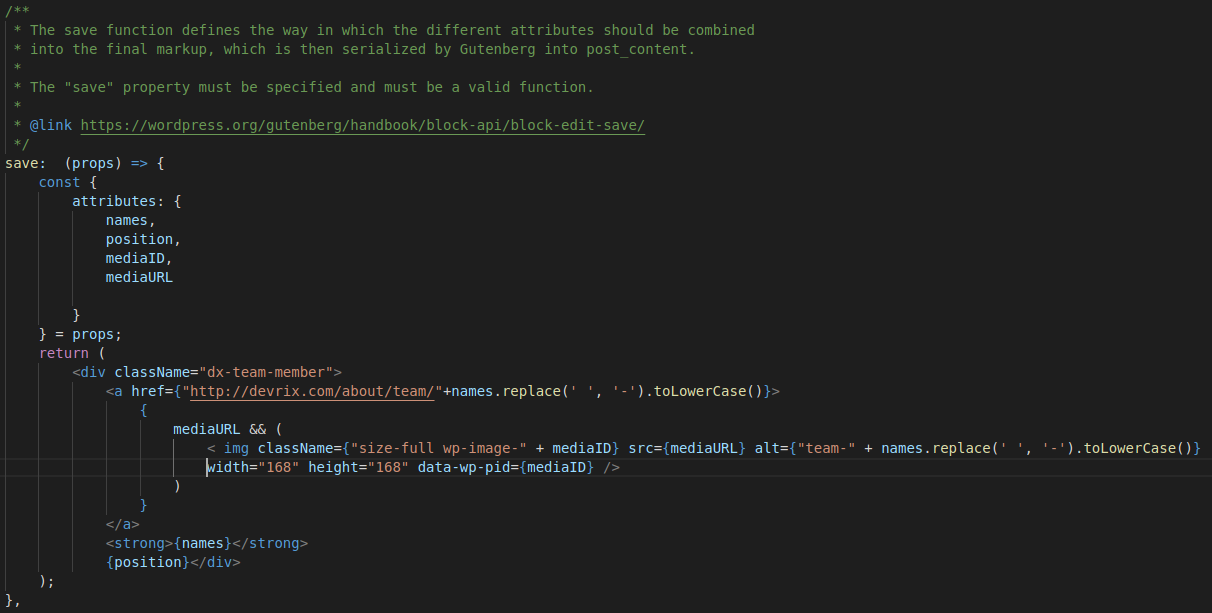 /**
 * The save function defines the way in which the different attributes should be combined
 * into the final markup, which is then serialized by Gutenberg into post_content.
 *
 * The "save" property must be specified and must be a valid function.
 *
 * @link https://wordpress.org/gutenberg/handbook/block-api/block-edit-save/
 */
save:  (props) => {
    const {
        attributes: {
            names,
            position,
            mediaID,
            mediaURL

        }
    } = props;
    return (
        <div className="dx-team-member">
            <a href={"http://devrix.com/about/team/"+names.replace(' ', '-').toLowerCase()}>
                {
                    mediaURL && (
                        < img className={"size-full wp-image-" + mediaID} src={mediaURL} alt={"team-" + names.replace(' ', '-').toLowerCase()}
                        width="168" height="168" data-wp-pid={mediaID} />
                    )
                }
            </a>
            <strong>{names}</strong>
            {position}</div>
    );
},